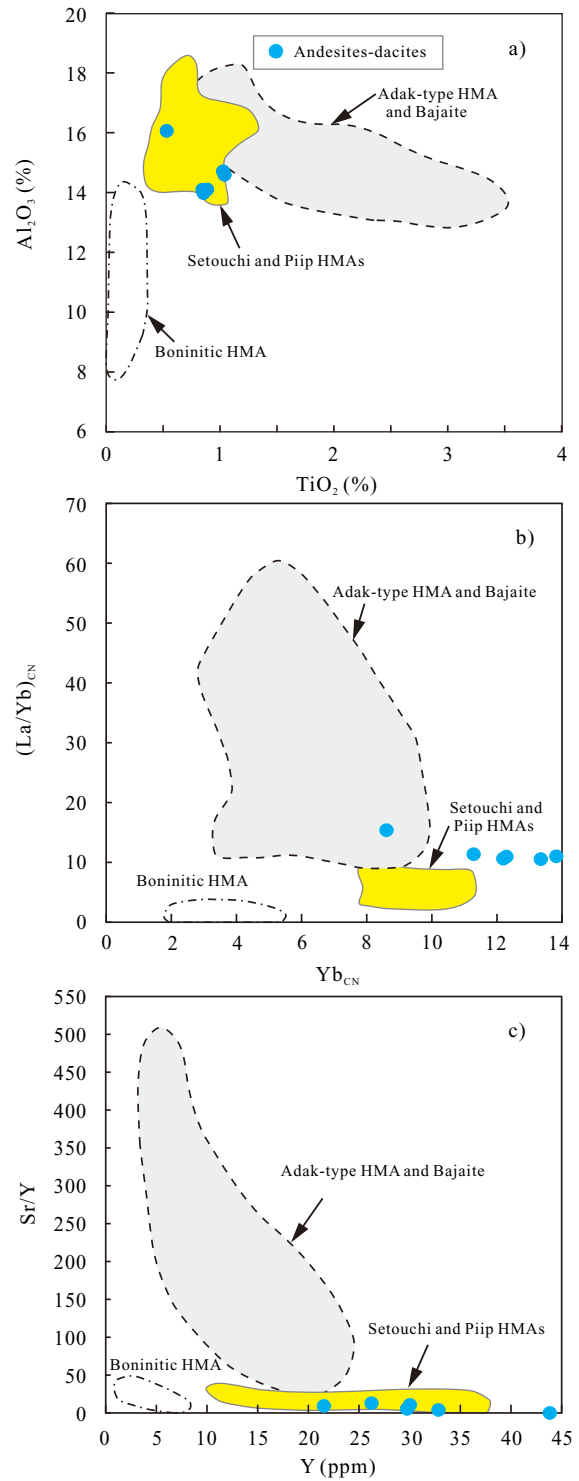 a)
Andesites-dacites
Adak-type HMA
and Bajaite
Setouchi and Piip HMAs
Boninitic HMA
Al₂O₃ (%)
20
18
16
14
12
10
8
6
0
1
2
3
4
TiO₂ (%)
b)
Adak-type HMA and Bajaite
Setouchi and
Piip HMAs
Boninitic HMA
(La/Yb)CN
70
60
50
40
30
20
10
0
0
2
4
6
8
10
12
14
YbCN
c)
Adak-type HMA and Bajaite
Setouchi and Piip HMAs
Boninitic HMA
Sr/Y
550
500
450
400
350
300
250
200
150
100
50
0
0
5
10
15
20
25
30
35
40
45
Y (ppm)